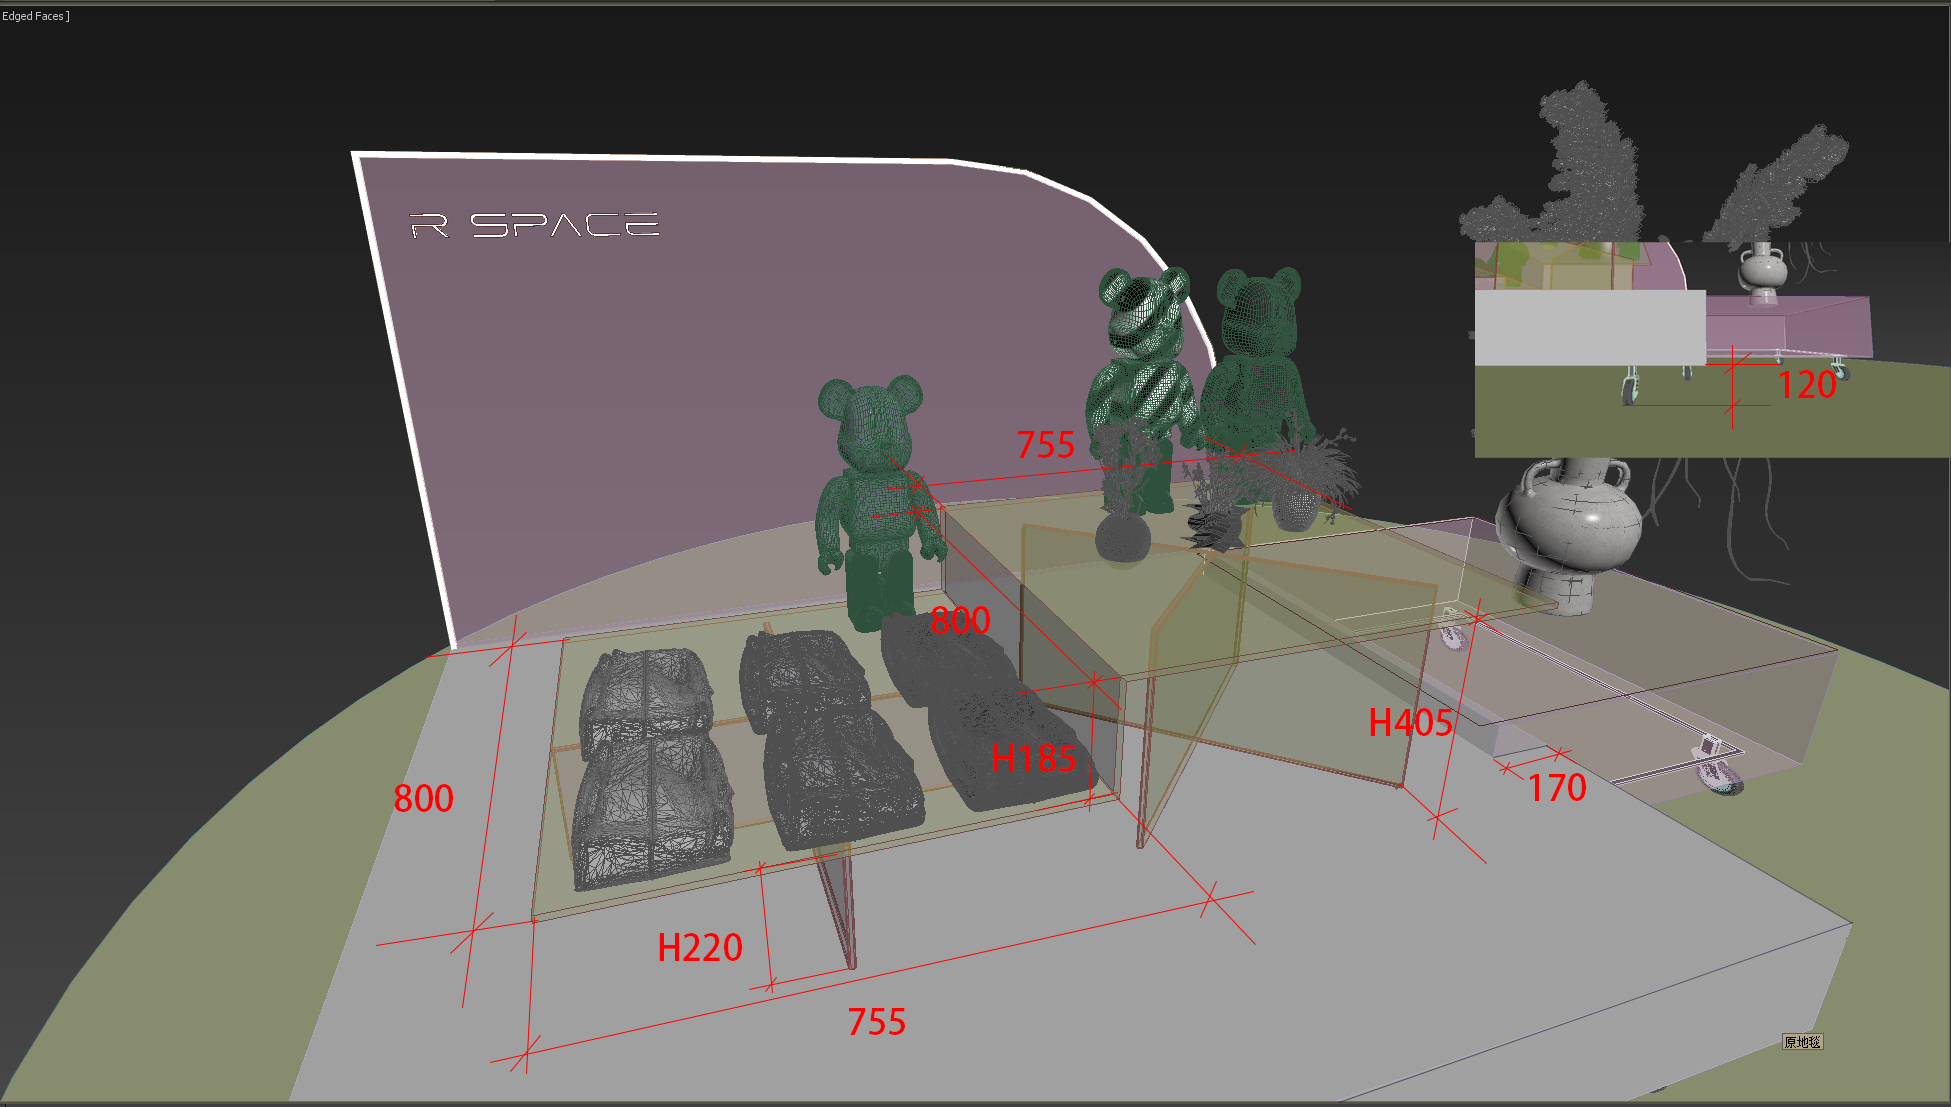 Edged Faces ]
R SPACE
120
755
800
H405
H185
170
800
H220
755
原地毯